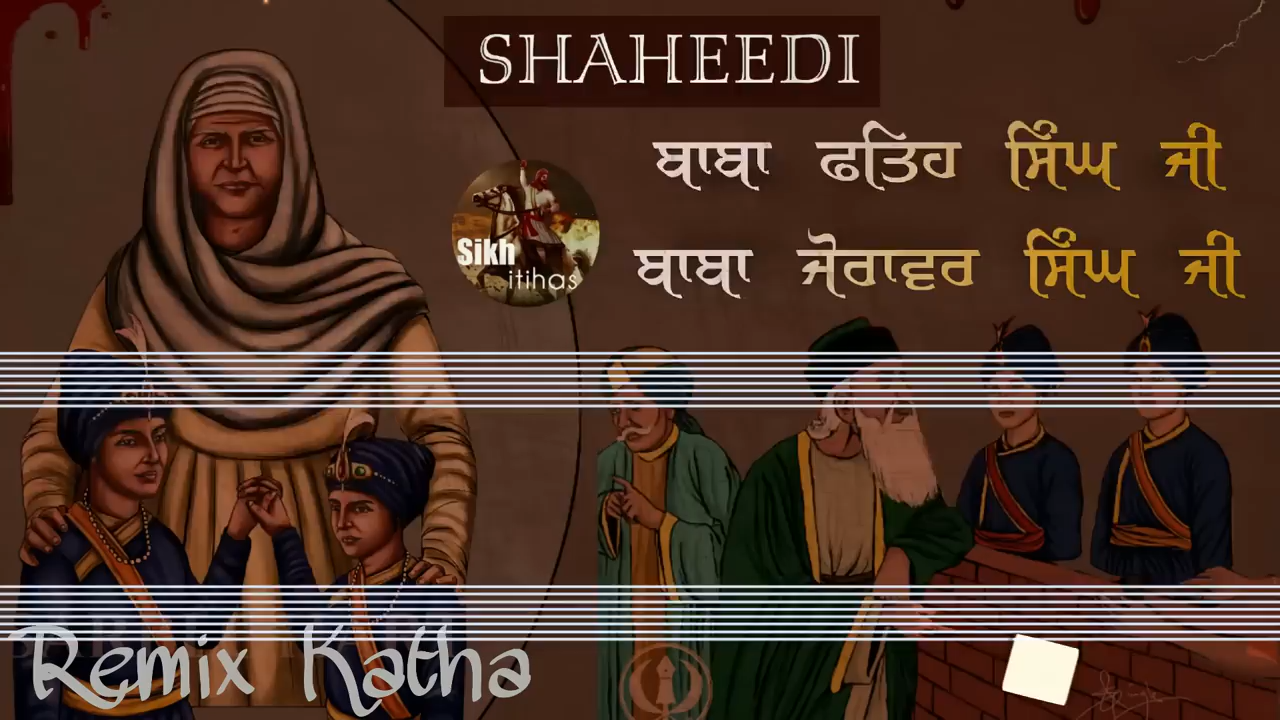 SHAHEEDI
ਬਾਬਾ ਫਤਿਹ ਸਿੰਘ ਜੀ
ਬਾਬਾ ਜੋਰਾਵਰ ਸਿੰਘ ਜੀ
Sikh
itihas
Remix Katha